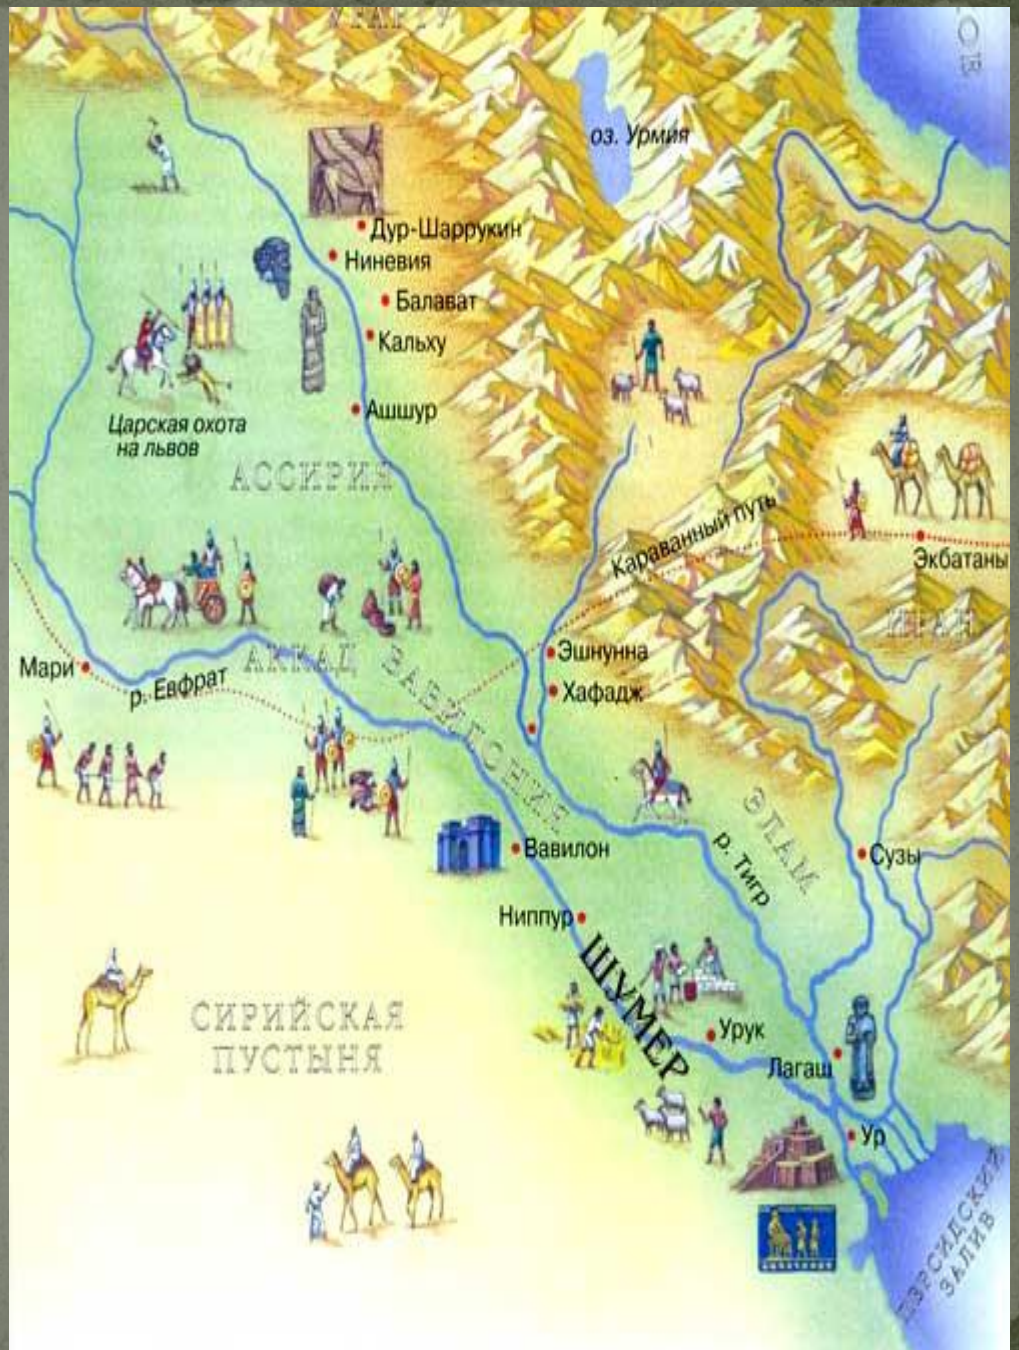 УРАРТУ
ОВ
оз. Урмия
Дур-Шаррукин
Ниневия
Балават
Кальху
Ашшур
Царская охота
на львов
АССИРИЯ
Караванный путь
Экбатаны
ИРАН
Эшнунна
Хафадж
Мари
р. Евфрат
АККАД
ВАВИЛОНИЯ
ЭЛАМ
р. Тигр
Сузы
Вавилон
Ниппур
ШУМЕР
СИРИЙСКАЯ
ПУСТЫНЯ
Урук
Лагаш
Ур
ПЕРСИДСКИЙ
ЗАЛИВ